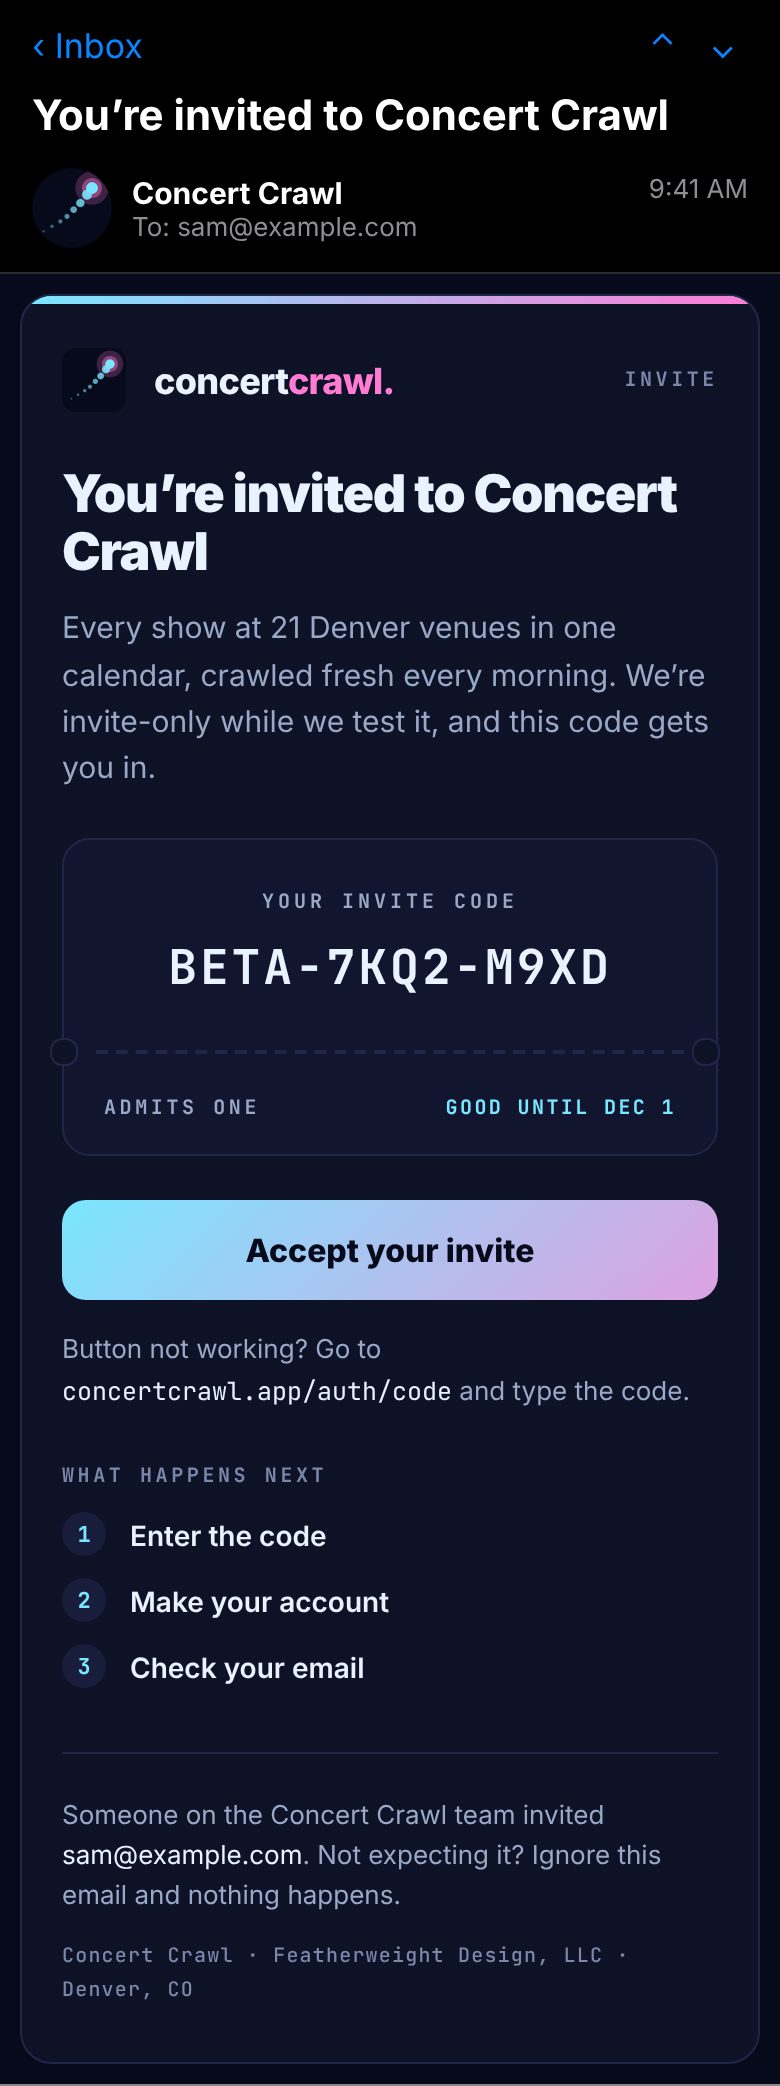 ‹ Inbox
You’re invited to Concert Crawl
Concert Crawl
9:41 AM
To: sam@example.com
concertcrawl.
INVITE
You’re invited to Concert
Crawl
Every show at 21 Denver venues in one
calendar, crawled fresh every morning. We’re
invite-only while we test it, and this code gets
you in.
YOUR INVITE CODE
BETA-7KQ2-M9XD
ADMITS ONE
GOOD UNTIL DEC 1
Accept your invite
Button not working? Go to
concertcrawl.app/auth/code and type the code.
WHAT HAPPENS NEXT
1 Enter the code
2 Make your account
3 Check your email
Someone on the Concert Crawl team invited
sam@example.com. Not expecting it? Ignore this
email and nothing happens.
Concert Crawl · Featherweight Design, LLC ·
Denver, CO